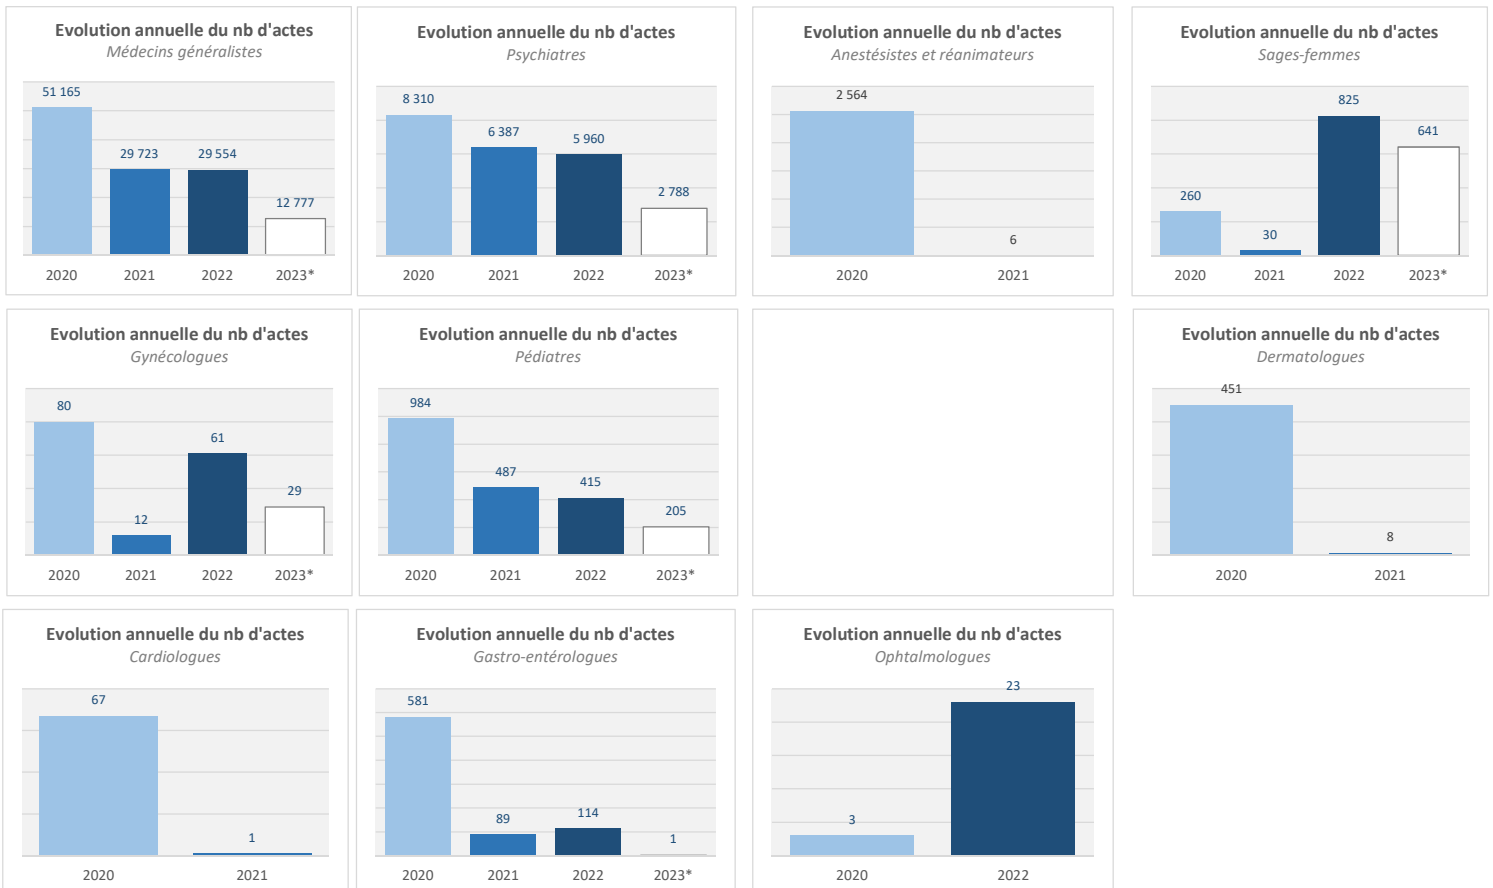 Evolution annuelle du nb d'actes
Médecins généralistes
51 165
29 723
29 554
12 777
2020 2021 2022 2023*
Evolution annuelle du nb d'actes
Psychiatres
8 310
6 387
5 960
2 788
2020 2021 2022 2023*
Evolution annuelle du nb d'actes
Anestésistes et réanimateurs
2 564
6
2020 2021
Evolution annuelle du nb d'actes
Sages-femmes
260
30
825
641
2020 2021 2022 2023*
Evolution annuelle du nb d'actes
Gynécologues
80
12
61
29
2020 2021 2022 2023*
Evolution annuelle du nb d'actes
Pédiatres
984
487
415
205
2020 2021 2022 2023*
Evolution annuelle du nb d'actes
Dermatologues
451
8
2020 2021
Evolution annuelle du nb d'actes
Cardiologues
67
1
2020 2021
Evolution annuelle du nb d'actes
Gastro-entérologues
581
89
114
1
2020 2021 2022 2023*
Evolution annuelle du nb d'actes
Ophtalmologues
3
23
2020 2022